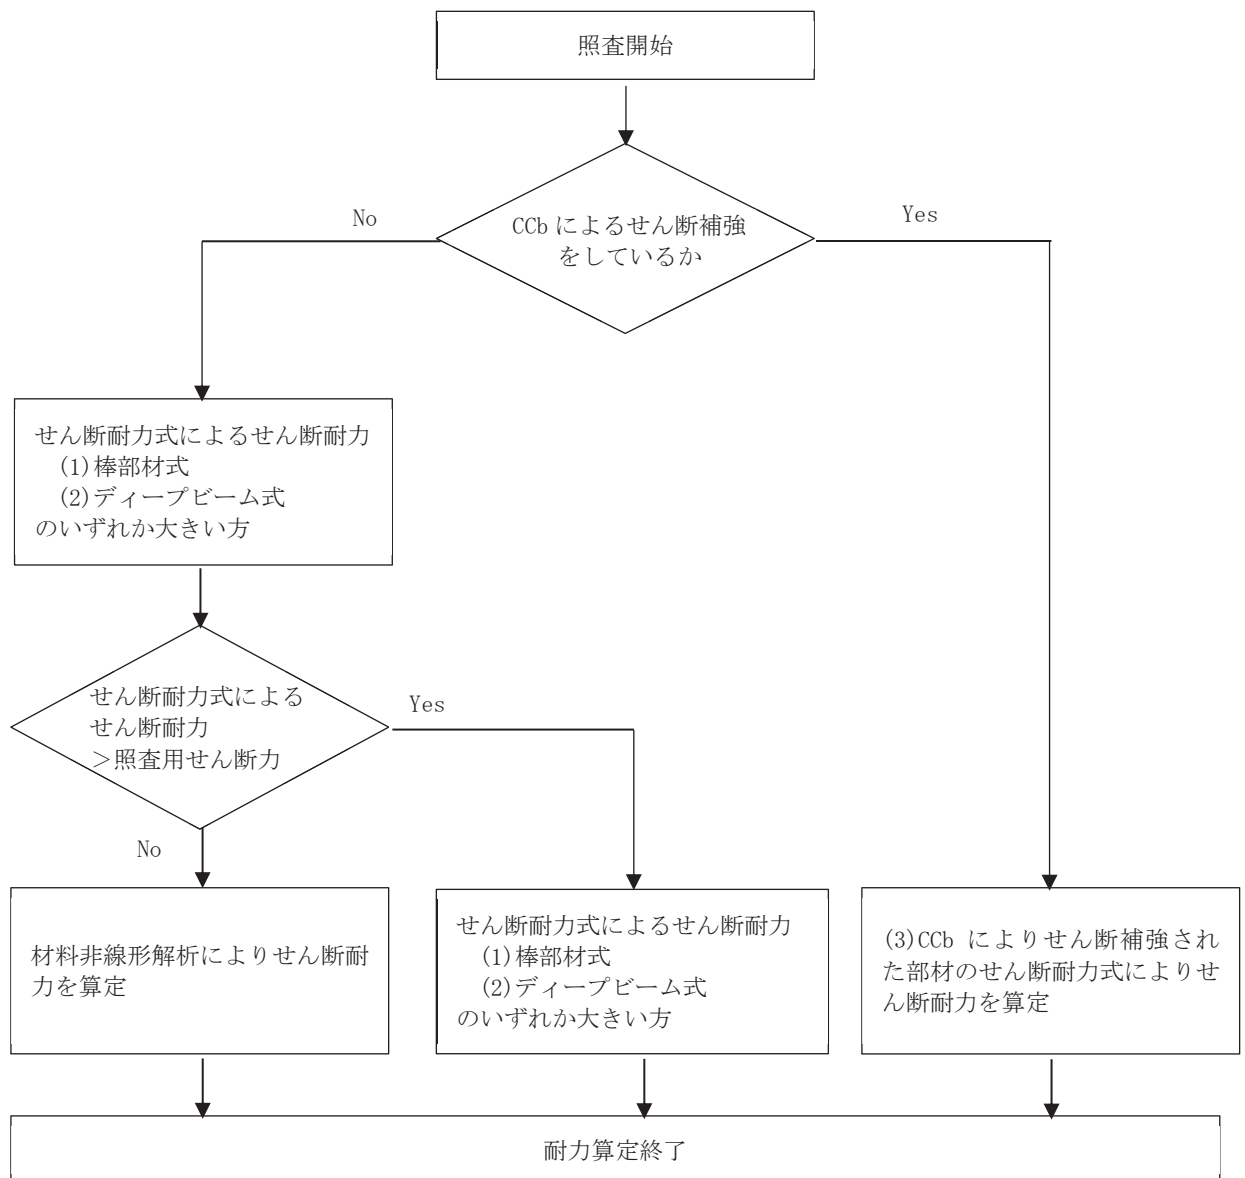 照査開始
No
Yes
CCb によるせん断補強
をしているか
せん断耐力式によるせん断耐力
(1)棒部材式
(2)ディープビーム式
のいずれか大きい方
せん断耐力式による
せん断耐力
＞照査用せん断力
Yes
No
材料非線形解析によりせん断耐
力を算定
せん断耐力式によるせん断耐力
(1)棒部材式
(2)ディープビーム式
のいずれか大きい方
(3)CCb によりせん断補強され
た部材のせん断耐力式によりせ
ん断耐力を算定
耐力算定終了